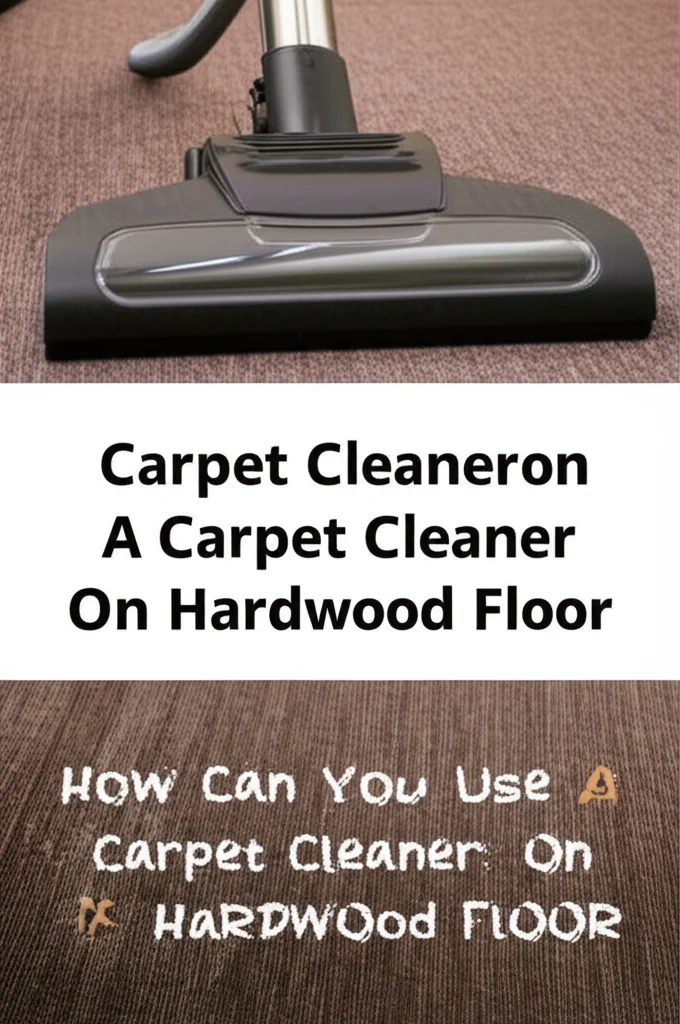 Carpet Cleaneron
A Carpet Cleaner
On Hardwood Floor
How Can You Use A
Carpet Cleaner On
HaRDWOod FlOOR